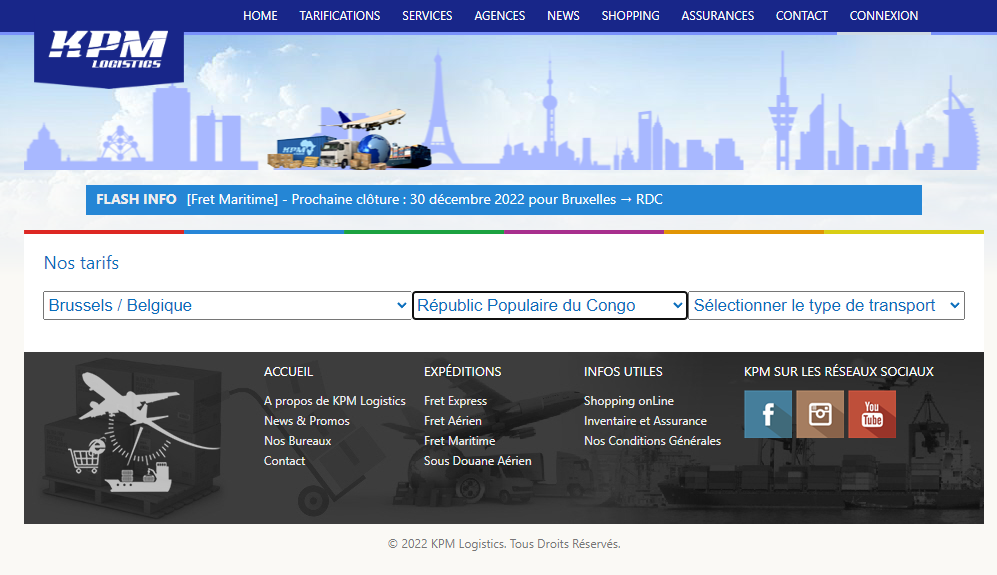 HOME TARIFICATIONS SERVICES AGENCES NEWS SHOPPING ASSURANCES CONTACT CONNEXION
KPM
LOGISTICS
KPM
FLASH INFO [Fret Maritime] - Prochaine clôture : 30 décembre 2022 pour Bruxelles → RDC
Nos tarifs
Brussels / Belgique Républic Populaire du Congo Sélectionner le type de transport
ACCUEIL
A propos de KPM Logistics
News & Promos
Nos Bureaux
Contact
EXPÉDITIONS
Fret Express
Fret Aérien
Fret Maritime
Sous Douane Aérien
INFOS UTILES
Shopping onLine
Inventaire et Assurance
Nos Conditions Générales
KPM SUR LES RÉSEAUX SOCIAUX
f
You
Tube
© 2022 KPM Logistics. Tous Droits Réservés.